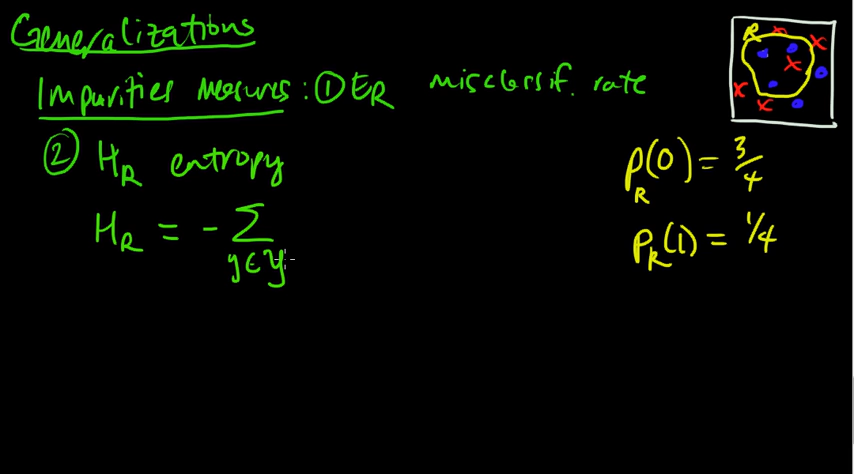 Generalizations
Impurities Measures : ① E_R misclassif. rate
② H_R entropy
H_R = - Σ_{y∈Y}
R
P_R(0) = 3/4
P_R(1) = 1/4